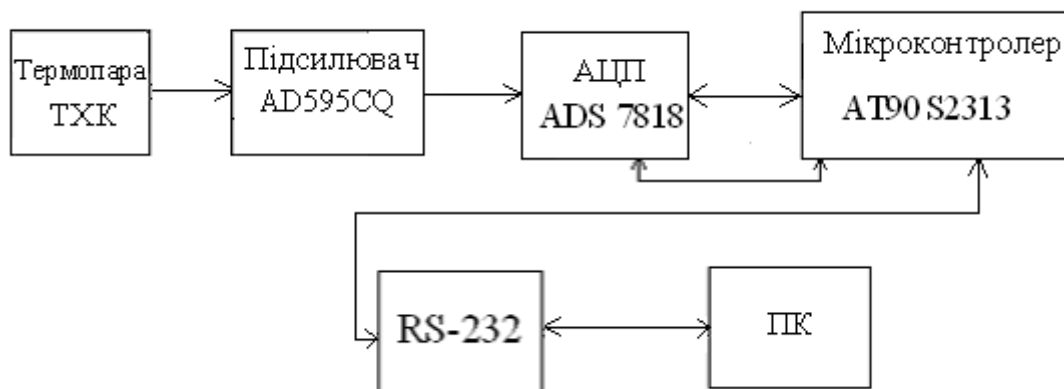 Термопара
ТХК
Підсилювач
AD595CQ
АЦП
ADS 7818
Мікроконтролер
AT90 S2313
RS-232
ПК